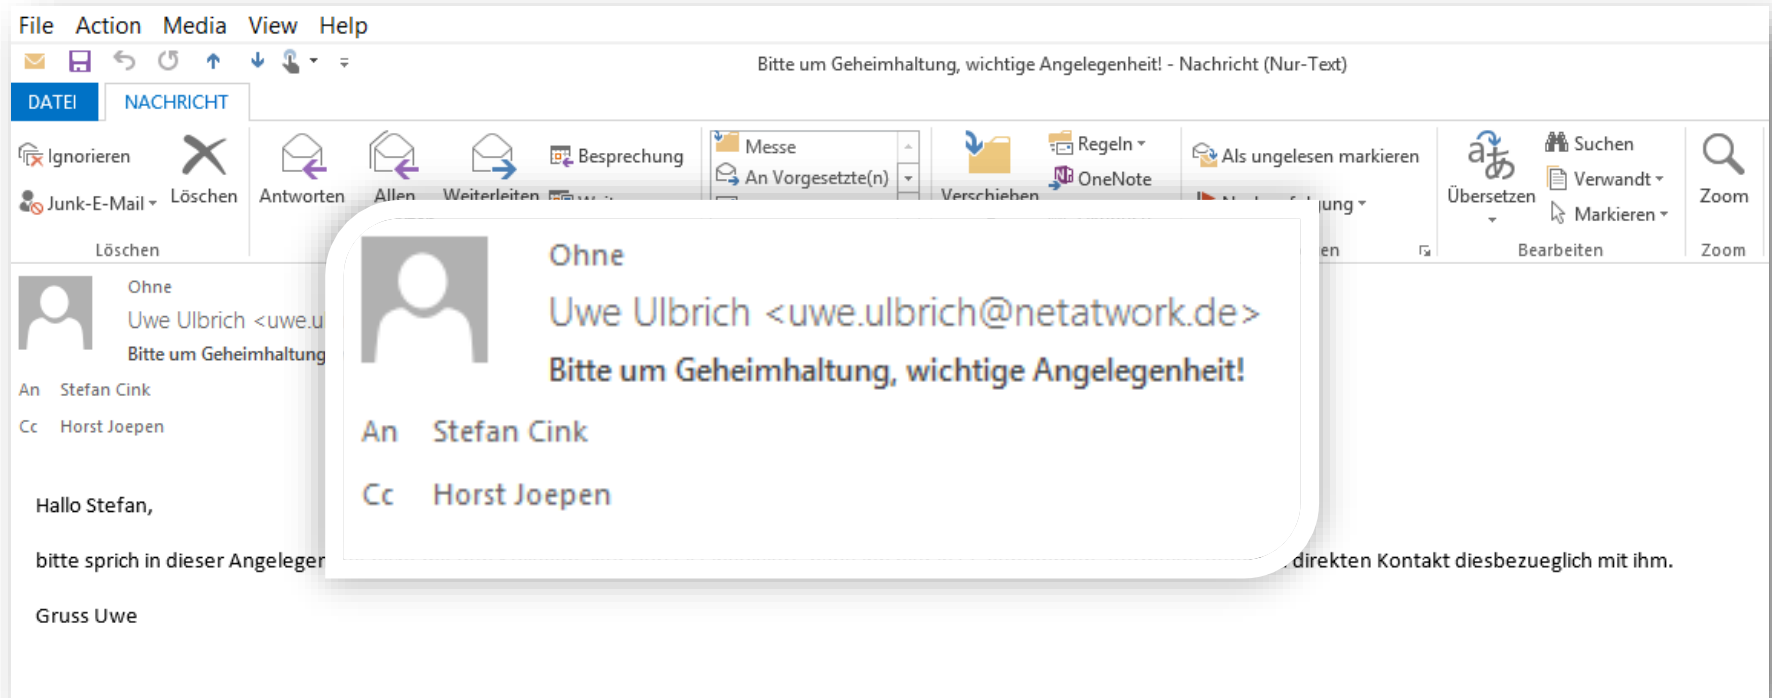 File Action Media View Help
Bitte um Geheimhaltung, wichtige Angelegenheit! - Nachricht (Nur-Text)
DATEI NACHRICHT
Ignorieren
Junk-E-Mail
Löschen
Antworten
Allen
Weiterleiten
Besprechung
Messe
An Vorgesetzte(n)
Verschieben
Regeln
OneNote
Als ungelesen markieren
Übersetzen
Suchen
Verwandt
Markieren
Zoom
Löschen
en
Bearbeiten
Zoom
Ohne
Uwe Ulbrich <uwe.u
Bitte um Geheimhaltung
An Stefan Cink
Cc Horst Joepen
Ohne
Uwe Ulbrich <uwe.ulbrich@netatwork.de>
Bitte um Geheimhaltung, wichtige Angelegenheit!
An Stefan Cink
Cc Horst Joepen
Hallo Stefan,
bitte sprich in dieser Angelegen direkten Kontakt diesbezueglich mit ihm.
Gruss Uwe